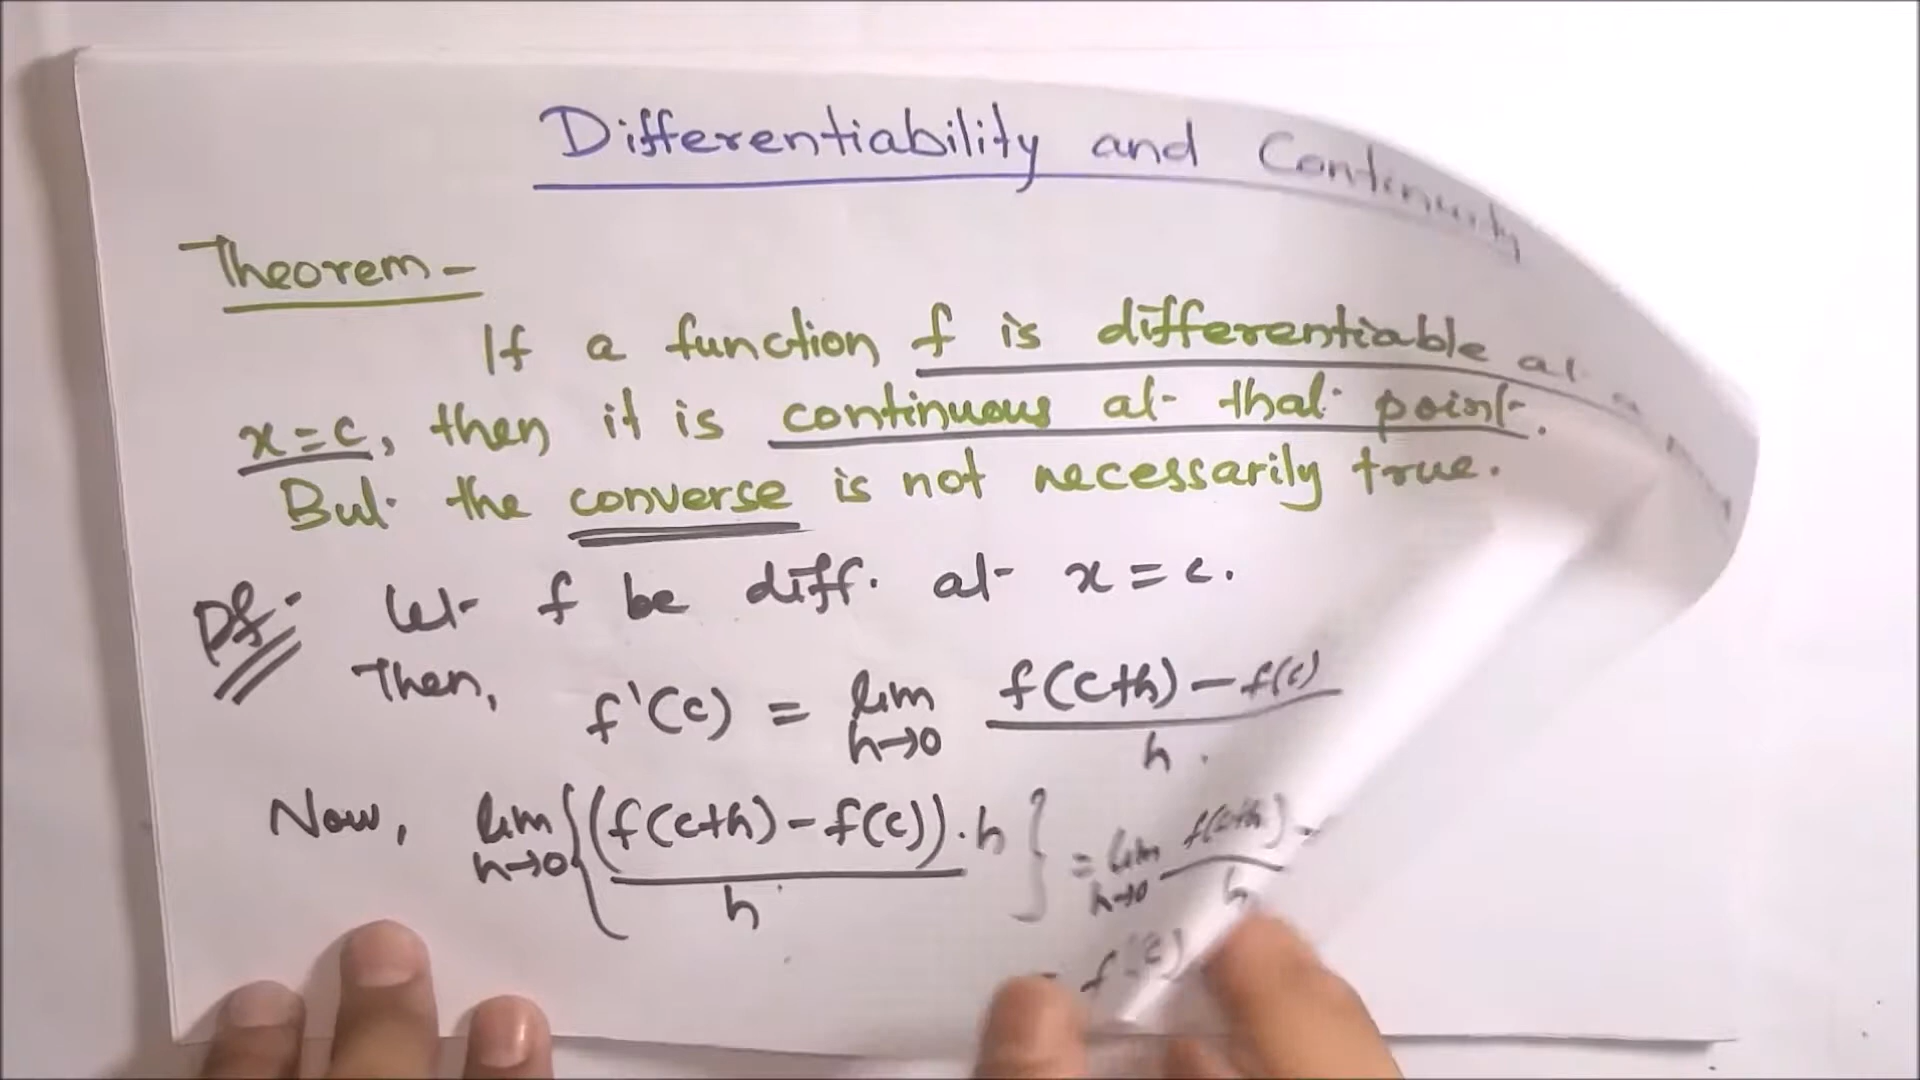 Differentiability and Continuity
Theorem -
If a function f is differentiable at a
x=c, then it is continuous at that point.
But the converse is not necessarily true.
Pf:- Let f be diff. at x=c.
Then, f'(c) = lim h→0 f(c+h)-f(c) / h.
Now, lim h→0 { (f(c+h)-f(c)).h / h } = lim h→0 f(c+h)- / h
= f'(c)